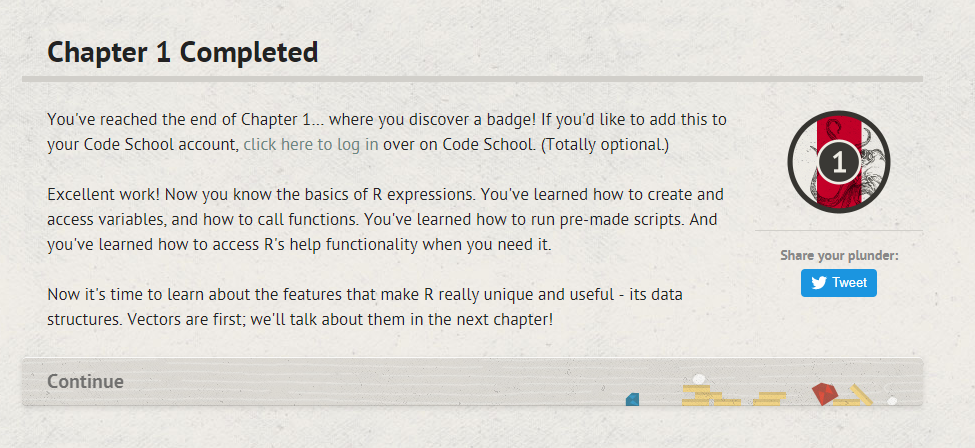 Chapter 1 Completed
You've reached the end of Chapter 1... where you discover a badge! If you'd like to add this to
your Code School account, click here to log in over on Code School. (Totally optional.)
1
Excellent work! Now you know the basics of R expressions. You've learned how to create and
access variables, and how to call functions. You've learned how to run pre-made scripts. And
you've learned how to access R's help functionality when you need it.
Share your plunder:
Tweet
Now it's time to learn about the features that make R really unique and useful - its data
structures. Vectors are first; we'll talk about them in the next chapter!
Continue